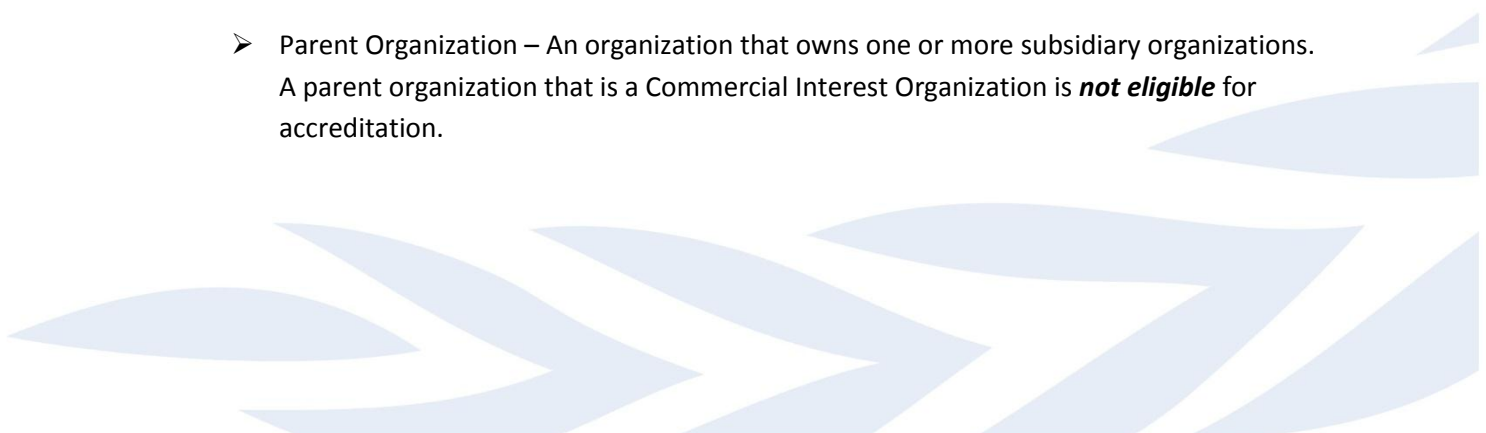 ➢ Parent Organization – An organization that owns one or more subsidiary organizations.
A parent organization that is a Commercial Interest Organization is not eligible for
accreditation.